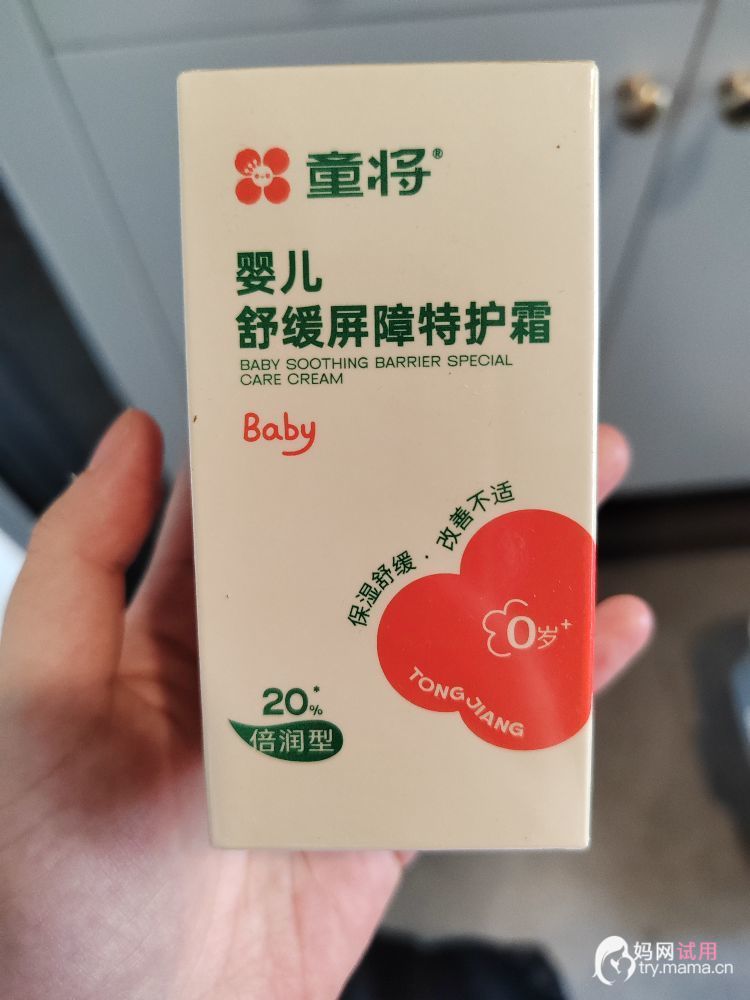 童将®
婴儿
舒缓屏障特护霜
BABY SOOTHING BARRIER SPECIAL
CARE CREAM
Baby
保湿舒缓·改善不适
0岁+
TONGJIANG
20%*
倍润型
妈网试用
try.mama.cn